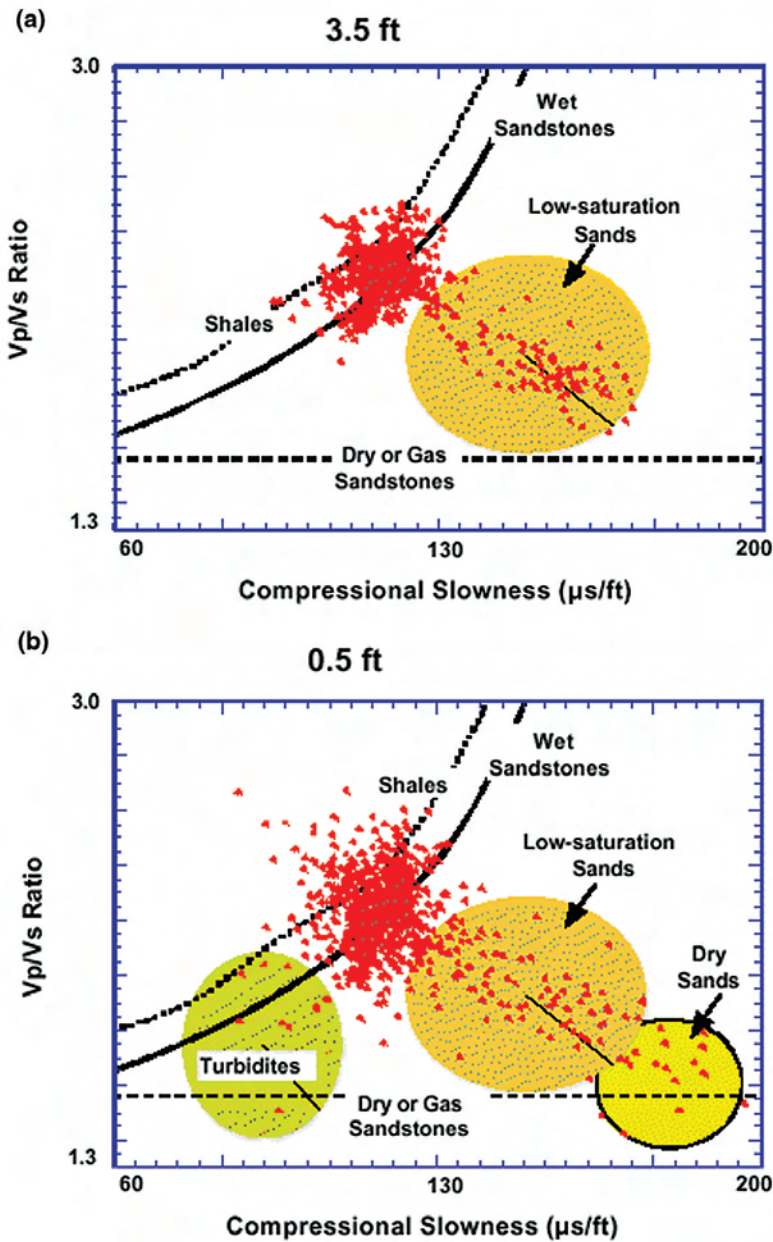 (a)
3.5 ft
3.0
Wet
Sandstones
Low-saturation
Sands
Vp/Vs Ratio
Shales
Dry or Gas
Sandstones
1.3
60
130
200
Compressional Slowness (µs/ft)
(b)
0.5 ft
3.0
Wet
Sandstones
Shales
Low-saturation
Sands
Vp/Vs Ratio
Dry
Sands
Turbidites
Dry or Gas
Sandstones
1.3
60
130
200
Compressional Slowness (µs/ft)